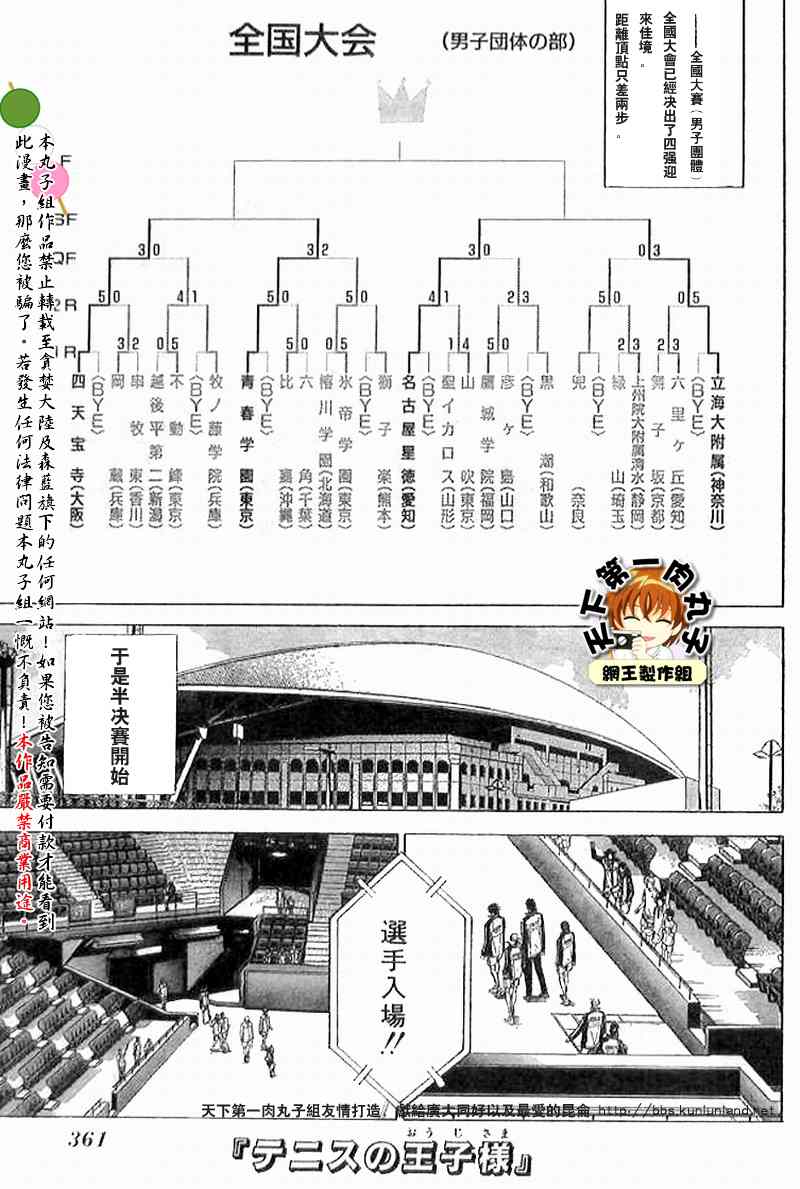 全国大会 (男子団体の部)
——全國大賽(男子團體)
全國大會已經決出了四强迎
來佳境。
距離頂點只差兩步。
F
SF
3 0 3 2 3 0 0 3
QF
5 0 4 1 5 0 5 0 4 1 2 3 5 0 0 5
2R
3 2 0 5 5 0 0 5 1 4 5 0 2 3 3 2
1R
四天宝寺(大阪)
〈BYE〉
岡蔵(兵庫)
串牧東(香川)
越後平第二(新潟)
不動峰(東京)
〈BYE〉
牧ノ藤学院(兵庫)
青春学園(東京)
〈BYE〉
比嘉(沖縄)
六角(千葉)
椿川学園(北海道)
氷帝学園(東京)
〈BYE〉
獅子楽(熊本)
名古屋星徳(愛知)
〈BYE〉
聖イカロス(山形)
山吹(東京)
鷹城学院(福岡)
彦ヶ島(山口)
〈BYE〉
黒潮(和歌山)
兜(奈良)
〈BYE〉
緑山(埼玉)
上州院大附属清水(静岡)
舞子坂(京都)
六里ヶ丘(愛知)
〈BYE〉
立海大附属(神奈川)
本丸子組作品禁止轉載至貪婪大陸及森藍旗下的任何網站!如果您被告知需要付款才能看到
此漫畫,那麼您被騙了。若發生任何法律問題本丸子組一慨不負責!本作品嚴禁商業用途。
天下第一肉丸子
網王製作組
于是半決賽開始
選手入場!!
天下第一肉丸子組友情打造,獻給廣大同好以及最愛的昆侖 http://bbs.kunlunland.net
361
おうじさま
『テニスの王子様』